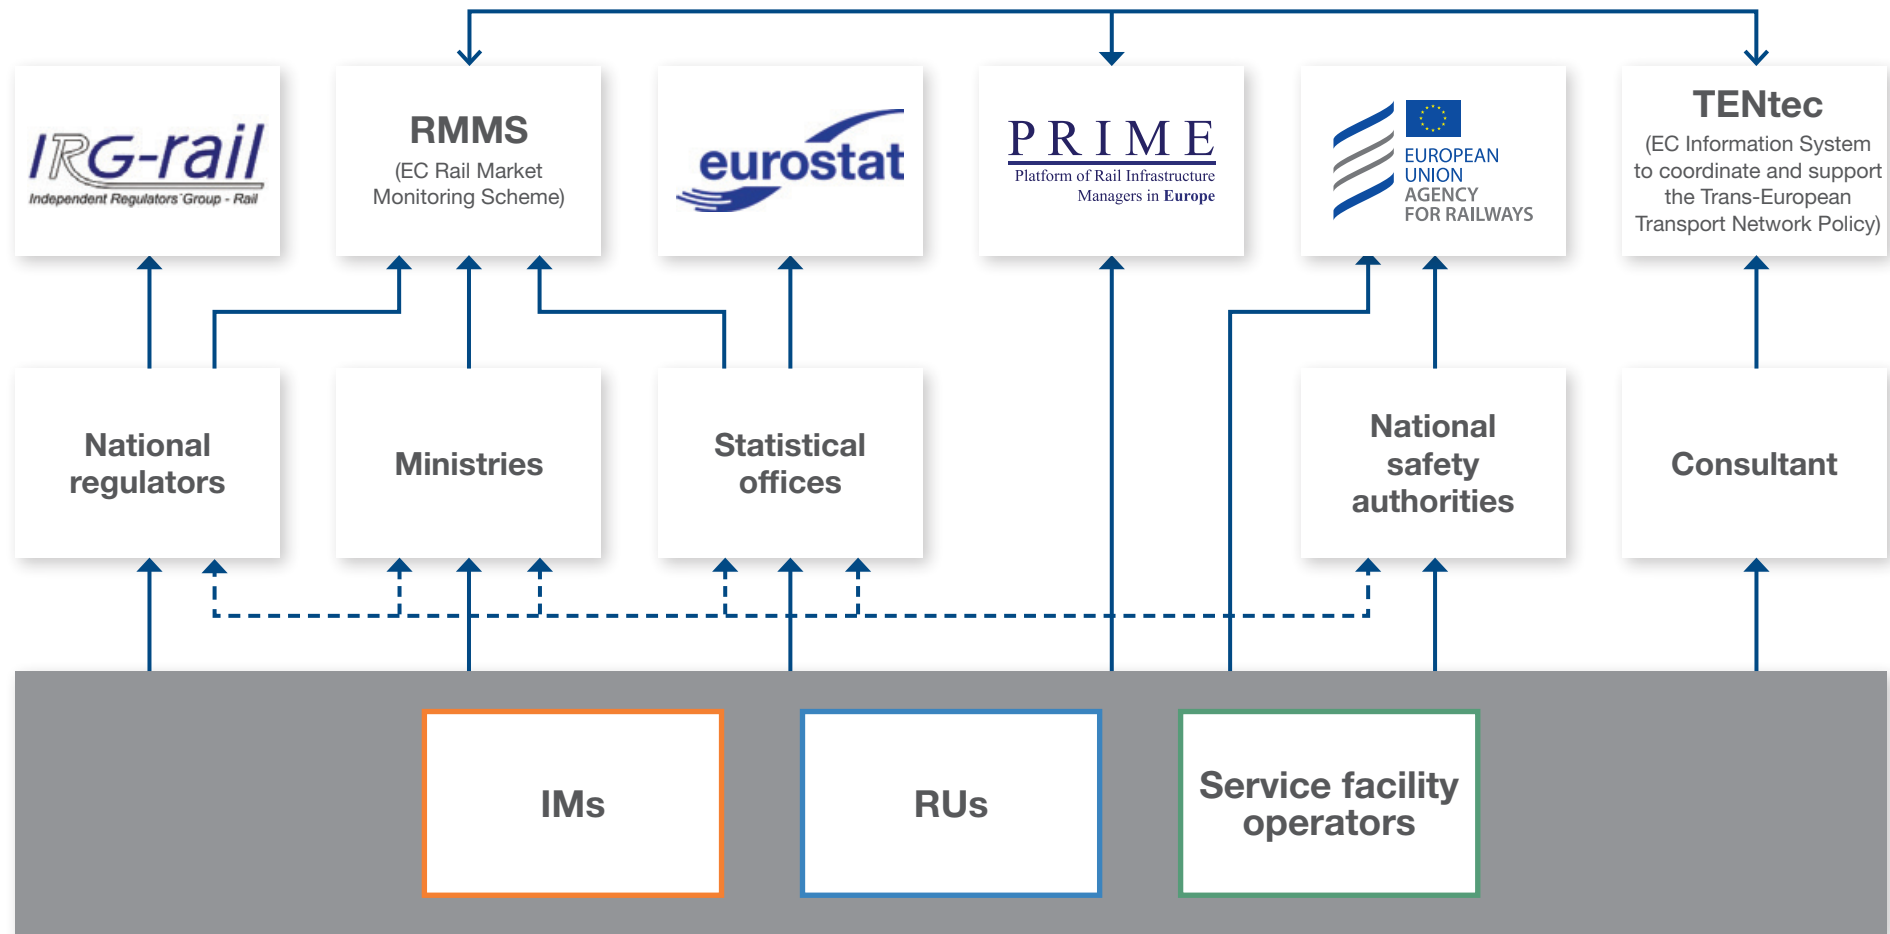 IRG-rail
Independent Regulators' Group - Rail
RMMS
(EC Rail Market
Monitoring Scheme)
eurostat
PRIME
Platform of Rail Infrastructure
Managers in Europe
EUROPEAN
UNION
AGENCY
FOR RAILWAYS
TENtec
(EC Information System
to coordinate and support
the Trans-European
Transport Network Policy)
National
regulators
Ministries
Statistical
offices
National
safety
authorities
Consultant
IMs
RUs
Service facility
operators